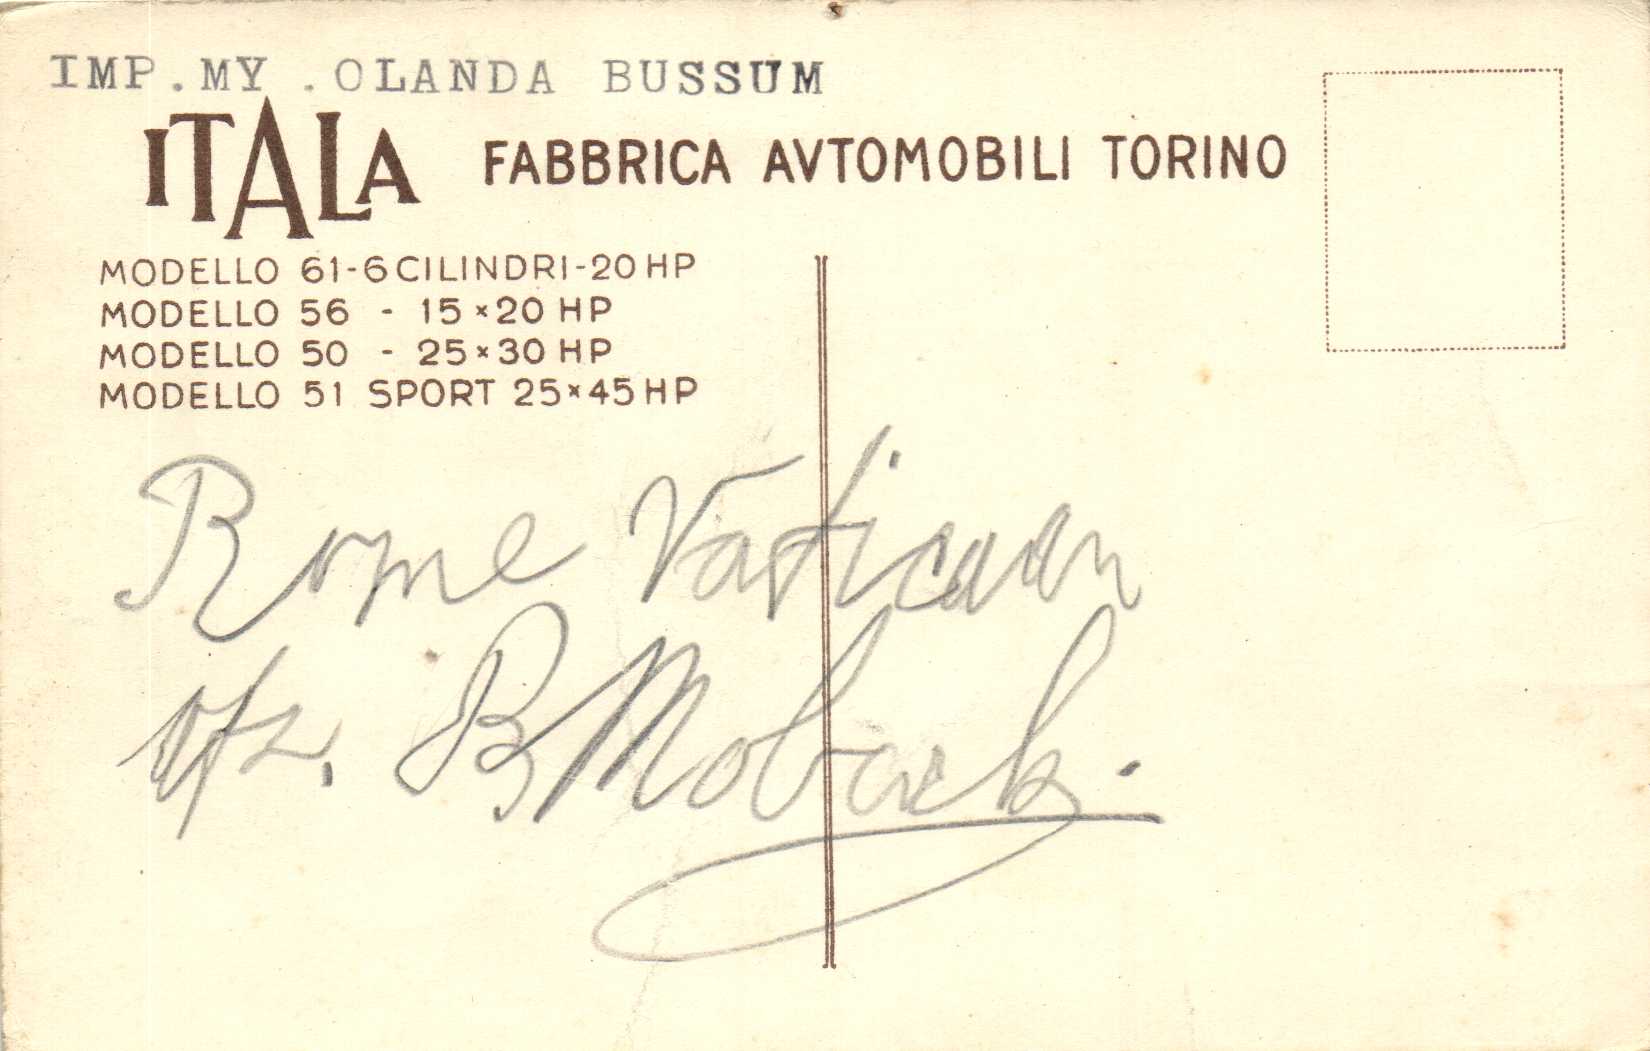 IMP.MY .OLANDA BUSSUM
ITALA FABBRICA AVTOMOBILI TORINO
MODELLO 61-6 CILINDRI-20 HP
MODELLO 56 - 15×20 HP
MODELLO 50 - 25×30 HP
MODELLO 51 SPORT 25×45 HP
Rome Vatican